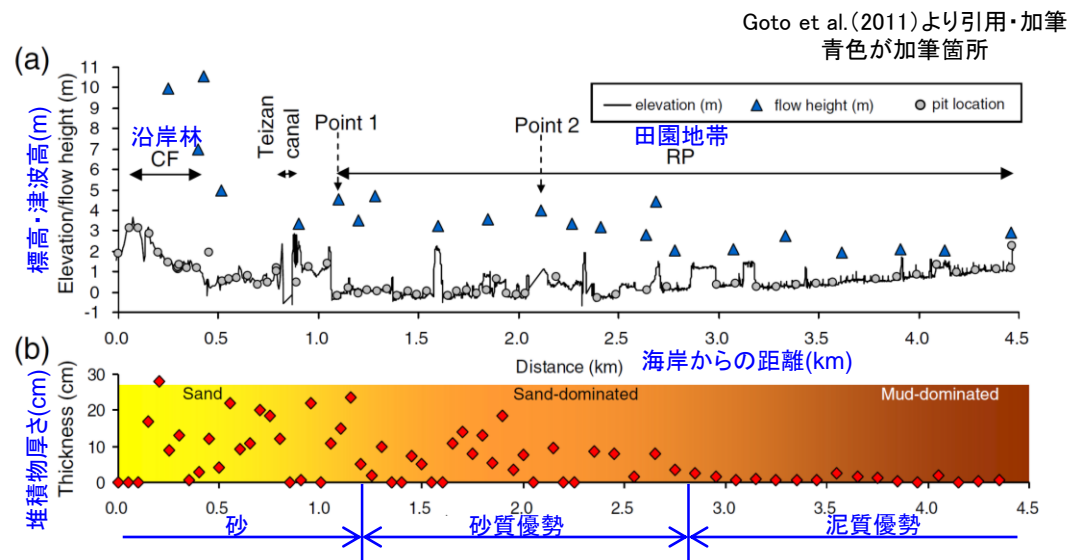 Goto et al.(2011)より引用・加筆
青色が加筆箇所
(a)
標高・津波高(m)
Elevation/flow height (m)
11
10
9
8
7
6
5
4
3
2
1
0
-1
沿岸林
CF
Teizan canal
Point 1
Point 2
elevation (m)
flow height (m)
pit location
田園地帯
RP
0.0 0.5 1.0 1.5 2.0 2.5 3.0 3.5 4.0 4.5
Distance (km)
海岸からの距離(km)
(b)
堆積物厚さ(cm)
Thickness (cm)
30
20
10
0
Sand
Sand-dominated
Mud-dominated
0.0 0.5 1.0 1.5 2.0 2.5 3.0 3.5 4.0 4.5
砂
砂質優勢
泥質優勢